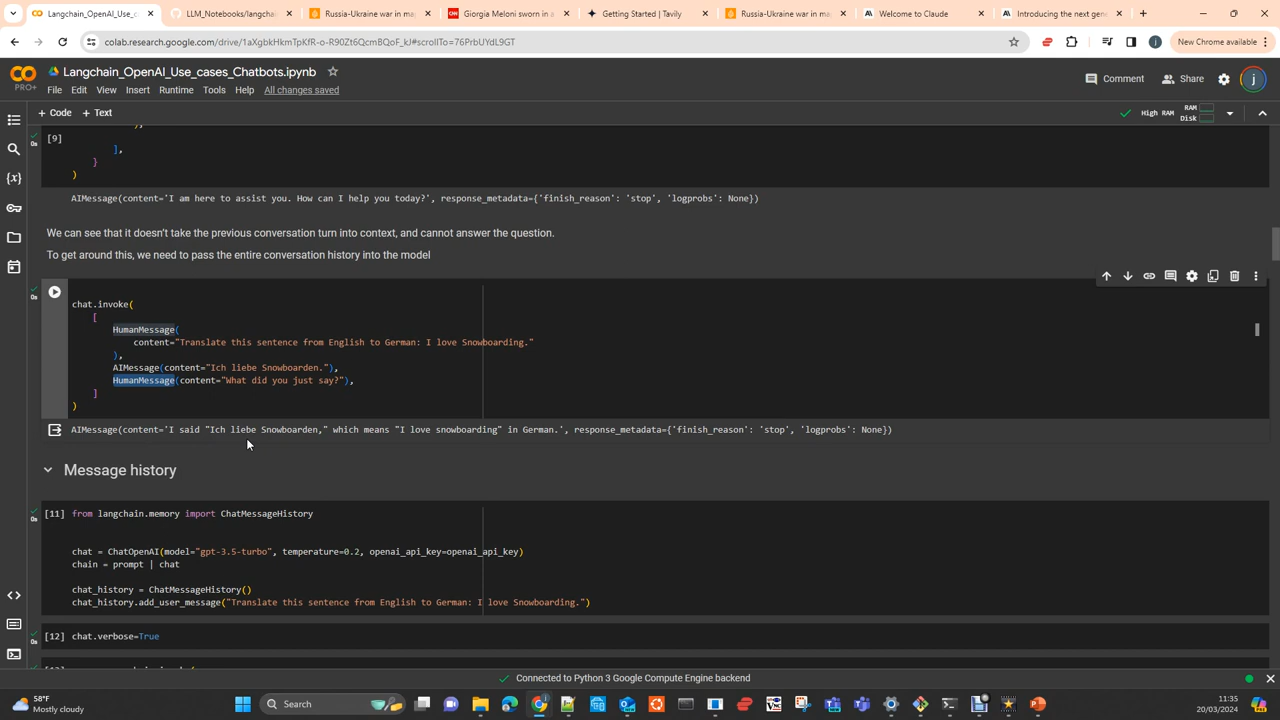 Langchain_OpenAI_Use_cases_C
LLM_Notebooks/langchai
Russia-Ukraine war in ma
Giorgia Meloni sworn in a
Getting Started | Tavily
Russia-Ukraine war in ma
Welcome to Claude
Introducing the next gene
colab.research.google.com/drive/1aXgbkHkmTpKfR-o-R90Zt6QcmBQoF_kJ#scrollTo=76PrbUYdL9GT
New Chrome available
PRO+
Langchain_OpenAI_Use_cases_Chatbots.ipynb
Comment
Share
File Edit View Insert Runtime Tools Help All changes saved
+ Code + Text
High RAM
RAM
Disk
[9]
0s
),
],
}
)
AIMessage(content='I am here to assist you. How can I help you today?', response_metadata={'finish_reason': 'stop', 'logprobs': None})
We can see that it doesn't take the previous conversation turn into context, and cannot answer the question.
To get around this, we need to pass the entire conversation history into the model
0s
chat.invoke(
[
HumanMessage(
content="Translate this sentence from English to German: I love Snowboarding."
),
AIMessage(content="Ich liebe Snowboarden."),
HumanMessage(content="What did you just say?"),
]
)
AIMessage(content='I said "Ich liebe Snowboarden," which means "I love snowboarding" in German.', response_metadata={'finish_reason': 'stop', 'logprobs': None})
Message history
[11] from langchain.memory import ChatMessageHistory
0s
chat = ChatOpenAI(model="gpt-3.5-turbo", temperature=0.2, openai_api_key=openai_api_key)
chain = prompt | chat
chat_history = ChatMessageHistory()
chat_history.add_user_message("Translate this sentence from English to German: I love Snowboarding.")
[12] chat.verbose=True
0s
Connected to Python 3 Google Compute Engine backend
58°F
Mostly cloudy
Search
11:35
20/03/2024